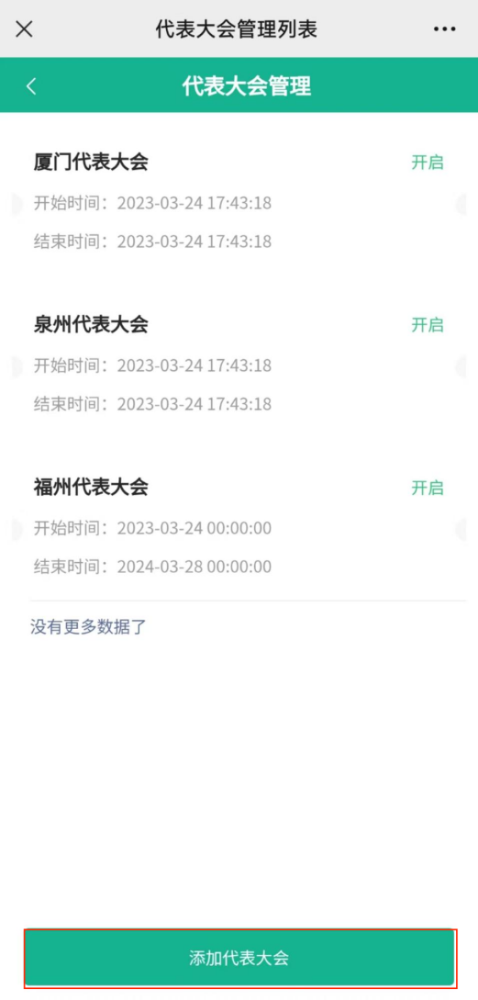 代表大会管理列表
代表大会管理
厦门代表大会 开启
开始时间：2023-03-24 17:43:18
结束时间：2023-03-24 17:43:18
泉州代表大会 开启
开始时间：2023-03-24 17:43:18
结束时间：2023-03-24 17:43:18
福州代表大会 开启
开始时间：2023-03-24 00:00:00
结束时间：2024-03-28 00:00:00
没有更多数据了
添加代表大会